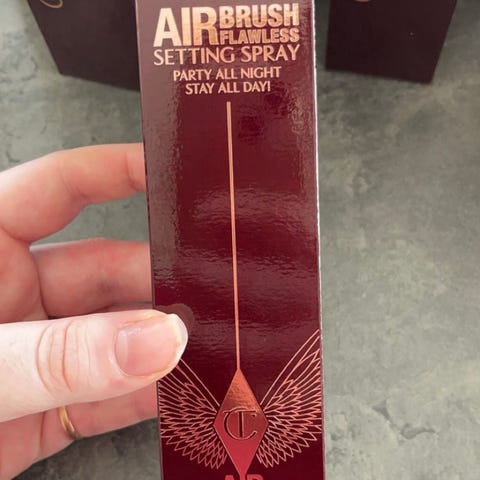 AIRBRUSH
FLAWLESS
SETTING SPRAY
PARTY ALL NIGHT
STAY ALL DAY!
CT